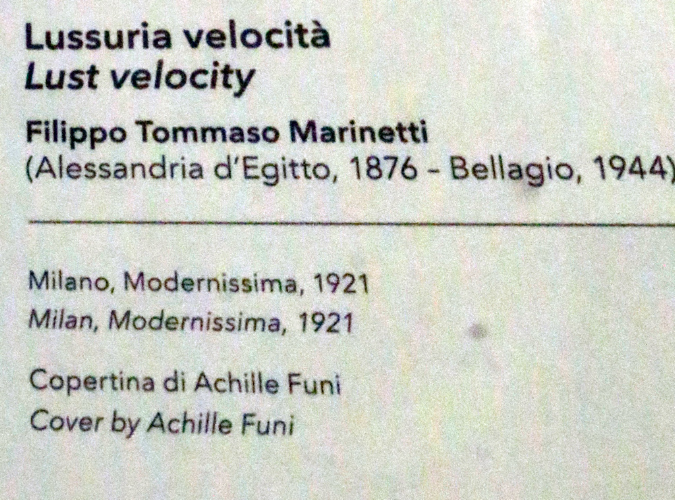 Lussuria velocità
Lust velocity
Filippo Tommaso Marinetti
(Alessandria d'Egitto, 1876 - Bellagio, 1944)
Milano, Modernissima, 1921
Milan, Modernissima, 1921
Copertina di Achille Funi
Cover by Achille Funi